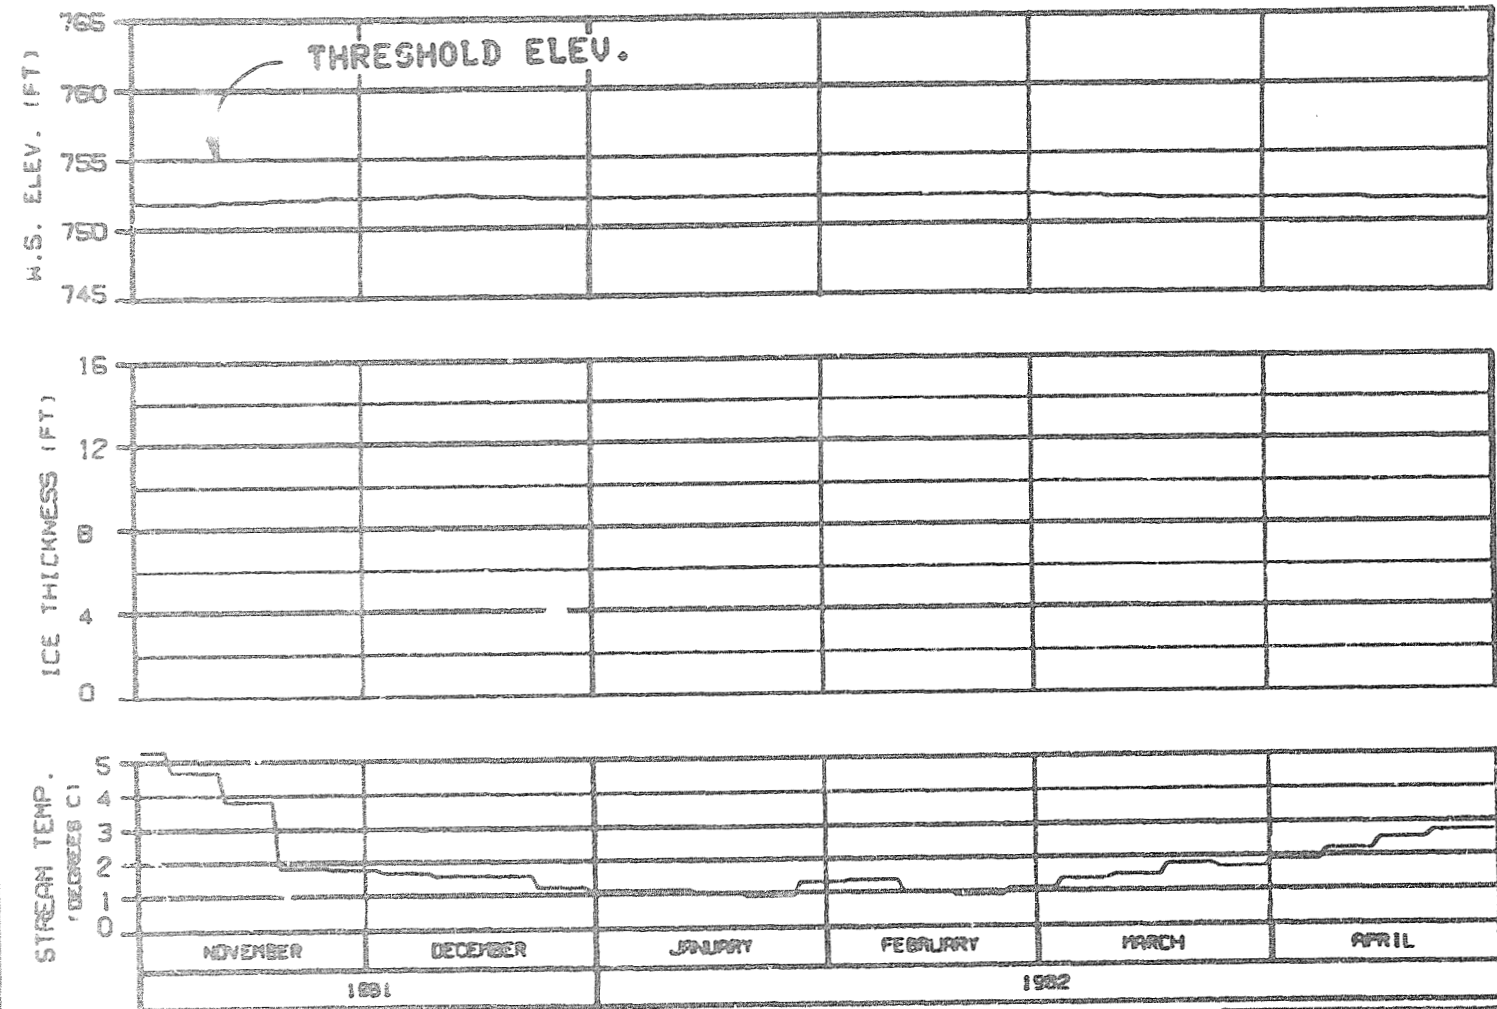 W.S. ELEV. (FT)
765
760
755
750
745
THRESHOLD ELEV.
ICE THICKNESS (FT)
16
12
8
4
0
STREAM TEMP.
(DEGREES C)
5
4
3
2
1
0
NOVEMBER DECEMBER JANUARY FEBRUARY MARCH APRIL
1981 1982